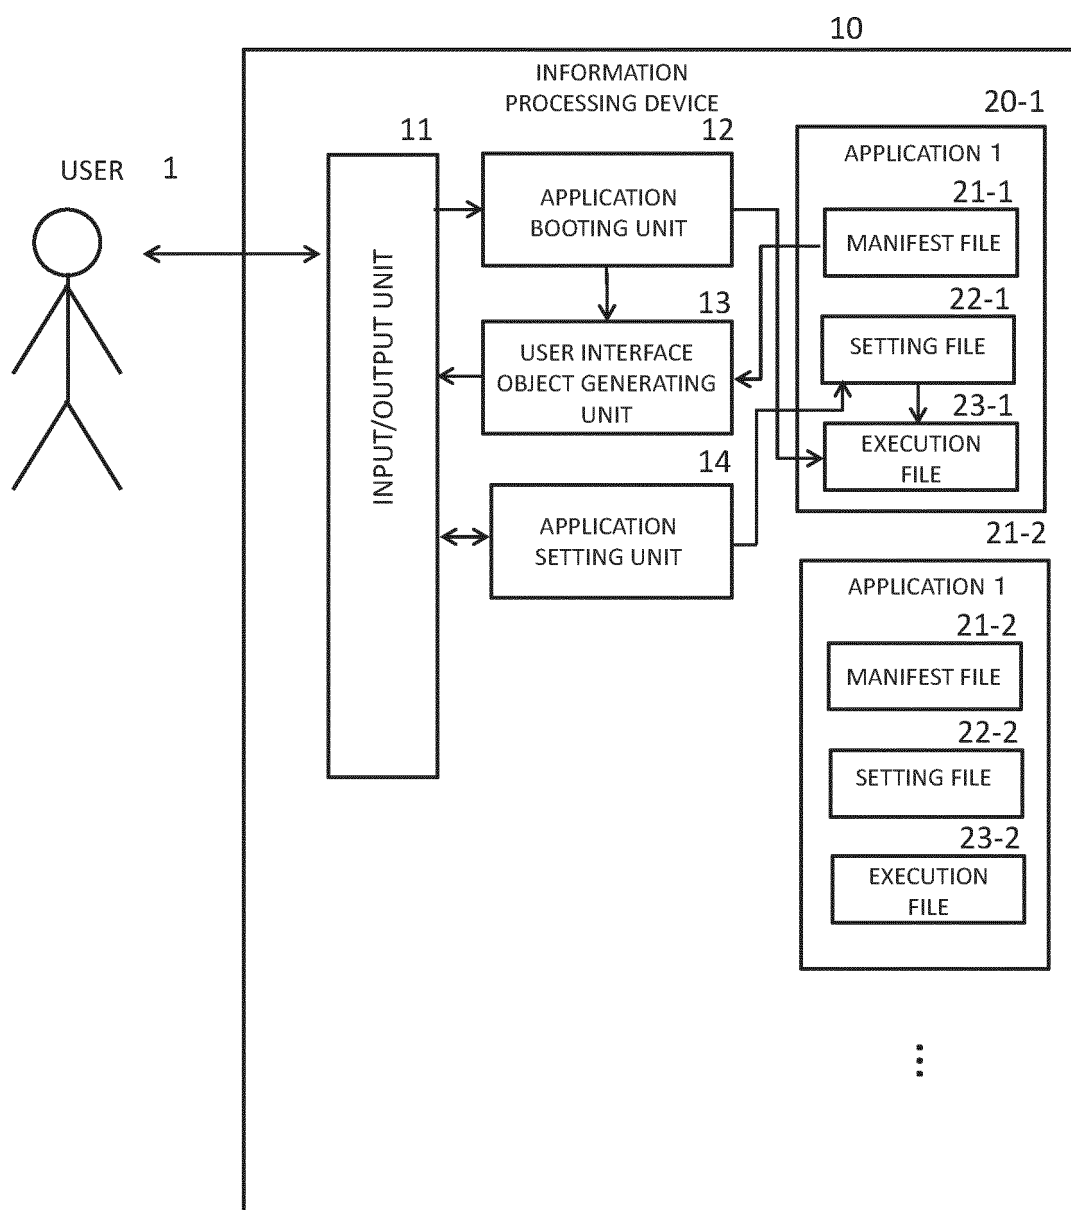 10
INFORMATION
PROCESSING DEVICE
USER 1
11
INPUT/OUTPUT UNIT
12
APPLICATION
BOOTING UNIT
13
USER INTERFACE
OBJECT GENERATING
UNIT
14
APPLICATION
SETTING UNIT
20-1
APPLICATION 1
21-1
MANIFEST FILE
22-1
SETTING FILE
23-1
EXECUTION
FILE
21-2
APPLICATION 1
21-2
MANIFEST FILE
22-2
SETTING FILE
23-2
EXECUTION
FILE